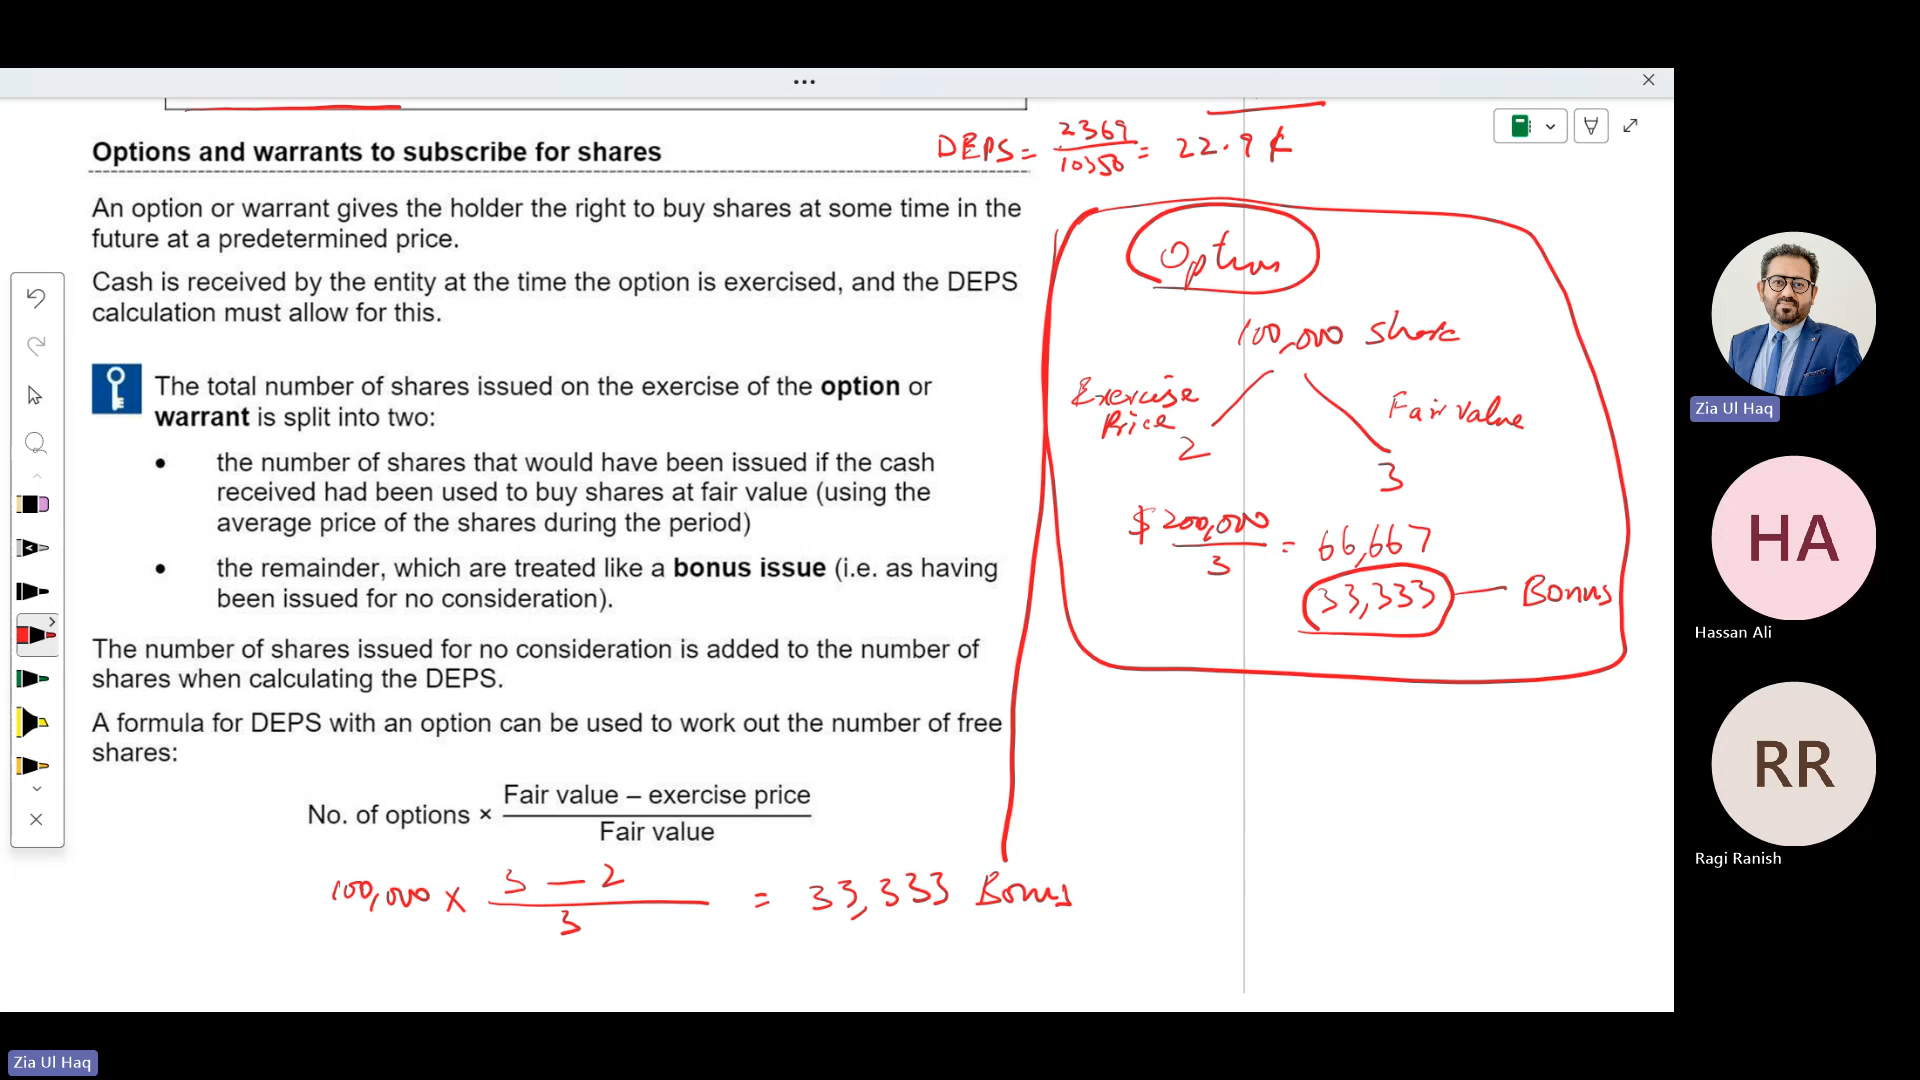 Options and warrants to subscribe for shares
DEPS = 2369 / 10350 = 22.9 ¢
An option or warrant gives the holder the right to buy shares at some time in the
future at a predetermined price.
Cash is received by the entity at the time the option is exercised, and the DEPS
calculation must allow for this.
The total number of shares issued on the exercise of the option or
warrant is split into two:
• the number of shares that would have been issued if the cash
received had been used to buy shares at fair value (using the
average price of the shares during the period)
• the remainder, which are treated like a bonus issue (i.e. as having
been issued for no consideration).
The number of shares issued for no consideration is added to the number of
shares when calculating the DEPS.
A formula for DEPS with an option can be used to work out the number of free
shares:
No. of options × Fair value – exercise price
Fair value
100,000 × 3 — 2 = 33,333 Bonus
3
Option
100,000 share
Exercise
Price
2
Fair value
3
$ 200,000 = 66,667
3
33,333 — Bonus
Zia Ul Haq
HA
Hassan Ali
RR
Ragi Ranish
Zia Ul Haq